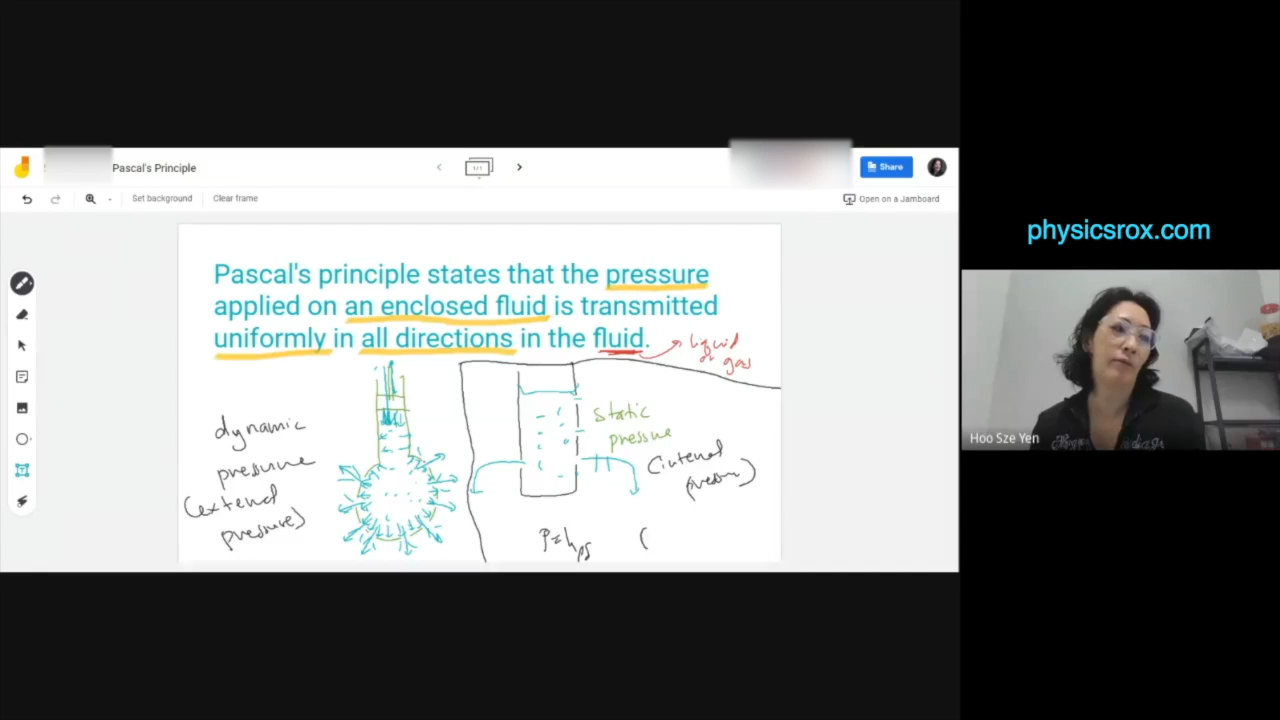 Pascal's Principle
Share
Set background
Clear frame
Open on a Jamboard
physicsrox.com
Pascal's principle states that the pressure
applied on an enclosed fluid is transmitted
uniformly in all directions in the fluid.
liquid
or
gas
dynamic
pressure
(external
pressure)
static
pressure
(internal
pressure)
P = hρg
(
Hoo Sze Yen